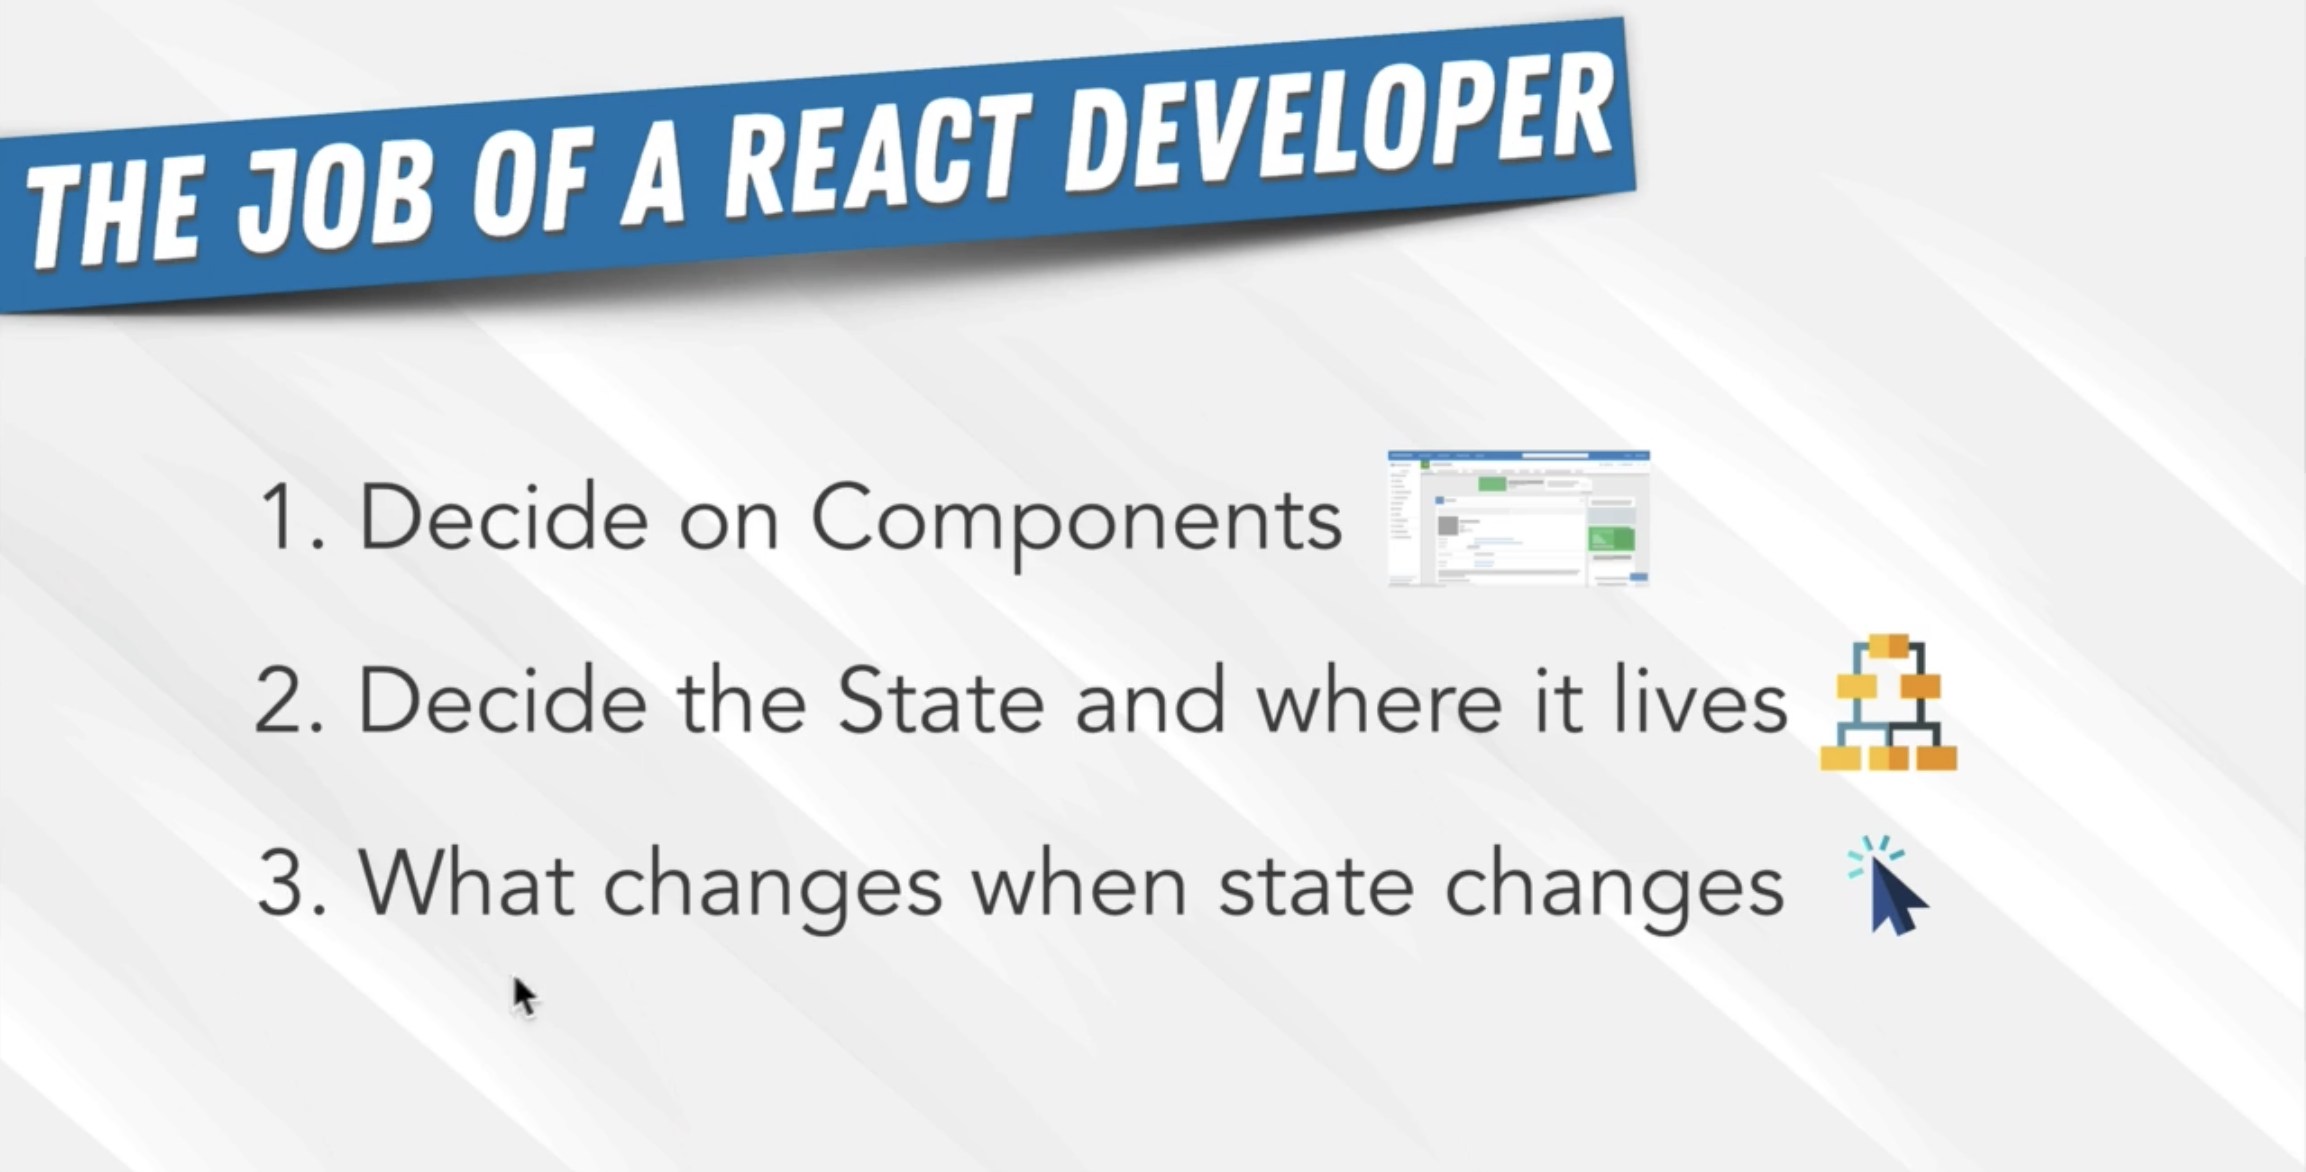 THE JOB OF A REACT DEVELOPER
1. Decide on Components
2. Decide the State and where it lives
3. What changes when state changes